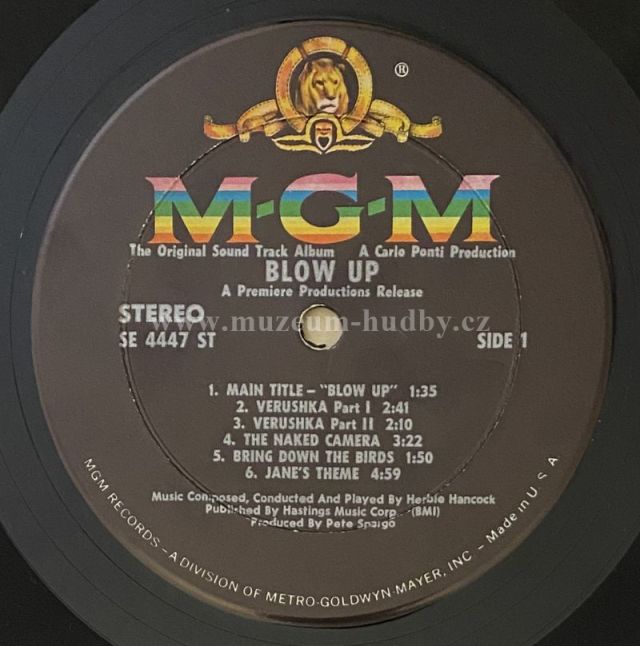 ®
M-G-M
The Original Sound Track Album A Carlo Ponti Production
BLOW UP
A Premiere Productions Release
STEREO
SE 4447 ST
SIDE 1
www.muzeum-hudby.cz
1. MAIN TITLE – "BLOW UP" 1:35
2. VERUSHKA Part I 2:41
3. VERUSHKA Part II 2:10
4. THE NAKED CAMERA 3:22
5. BRING DOWN THE BIRDS 1:50
6. JANE'S THEME 4:59
Music Composed, Conducted And Played By Herbie Hancock
Published By Hastings Music Corp. (BMI)
Produced By Pete Spargo
MGM RECORDS – A DIVISION OF METRO-GOLDWYN-MAYER, INC. – Made in U. S. A.